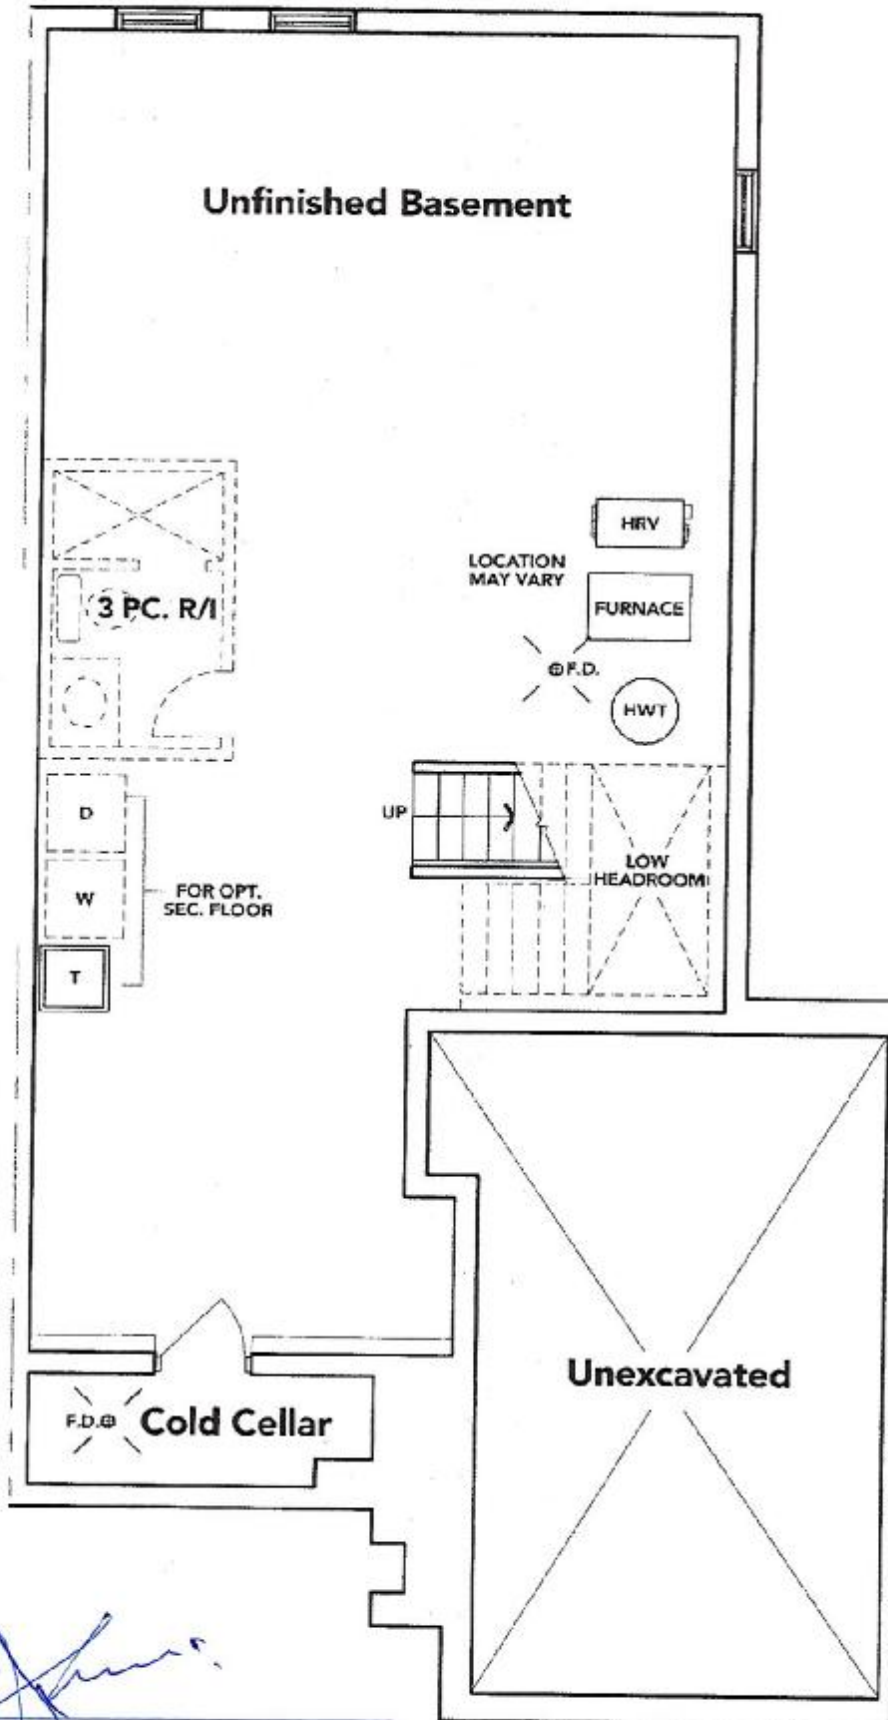 Unfinished Basement
HRV
LOCATION
MAY VARY
FURNACE
3 PC. R/I
F.D.
HWT
UP
D
LOW
HEADROOM
W
FOR OPT.
SEC. FLOOR
T
Unexcavated
F.D.
Cold Cellar